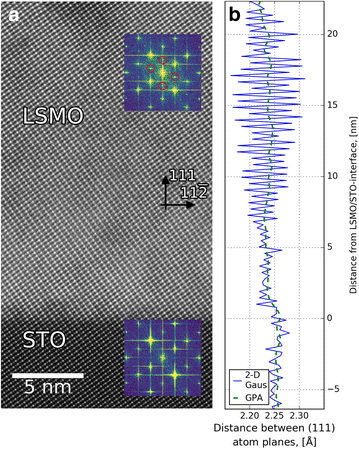 a
LSMO
111
112̅
STO
5 nm
b
20
15
10
5
0
−5
Distance from LSMO/STO-interface, [nm]
2-D
Gaus
GPA
2.20 2.25 2.30
Distance between (111)
atom planes, [Å]